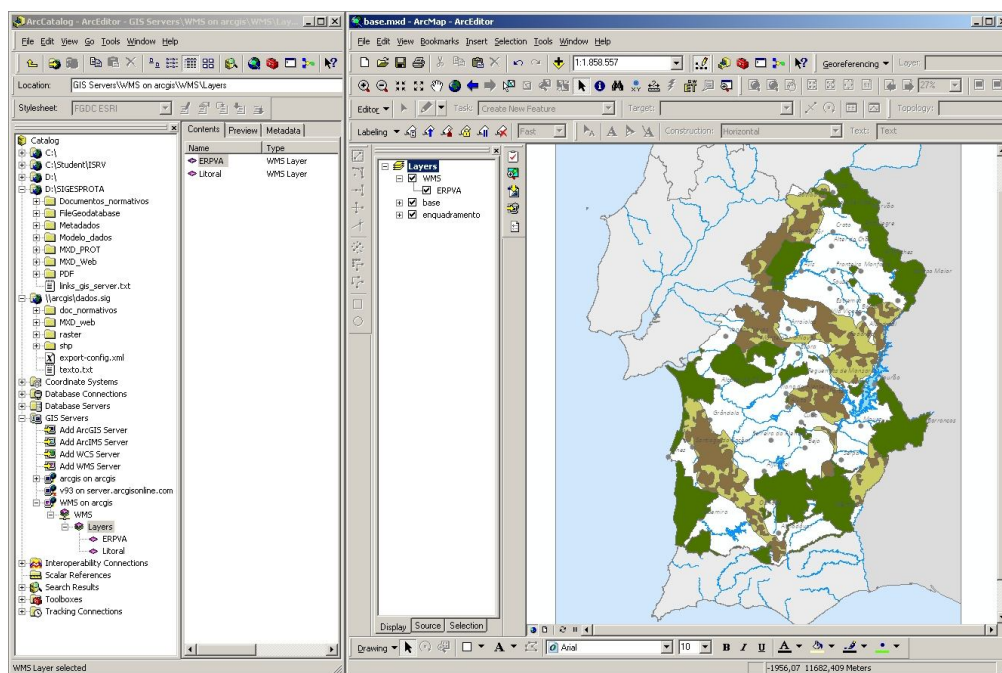 ArcCatalog - ArcEditor - GIS Servers\WMS on arcgis\WMS\Lay...
File Edit View Go Tools Window Help
Location: GIS Servers\WMS on arcgis\WMS\Layers
Stylesheet: FGDC ESRI
Catalog
C:\
C:\Student\ISRV
D:\
D:\SIGESPROTA
Documentos_normativos
FileGeodatabase
Metadados
Modelo_dados
MXD_PROT
MXD_Web
PDF
links_gis_server.txt
\\arcgis\dados.sig
doc_normativos
MXD_web
raster
shp
export-config.xml
texto.txt
Coordinate Systems
Database Connections
Database Servers
GIS Servers
Add ArcGIS Server
Add ArcIMS Server
Add WCS Server
Add WMS Server
arcgis on arcgis
v93 on server.arcgisonline.com
WMS on arcgis
WMS
Layers
ERPVA
Litoral
Interoperability Connections
Scalar References
Search Results
Toolboxes
Tracking Connections
Contents Preview Metadata
Name Type
ERPVA WMS Layer
Litoral WMS Layer
WMS Layer selected
base.mxd - ArcMap - ArcEditor
File Edit View Bookmarks Insert Selection Tools Window Help
1:1.858.557 Georeferencing Layer:
27%
Editor Task: Create New Feature Target: Topology:
Labeling Fast Construction: Horizontal Text: Text
Layers
WMS
ERPVA
base
enquadramento
Crato
Fronteira
Grândola
Beja
Barrancos
Display Source Selection
Drawing A Arial 10 B I U A
-1956,07 11682,409 Meters